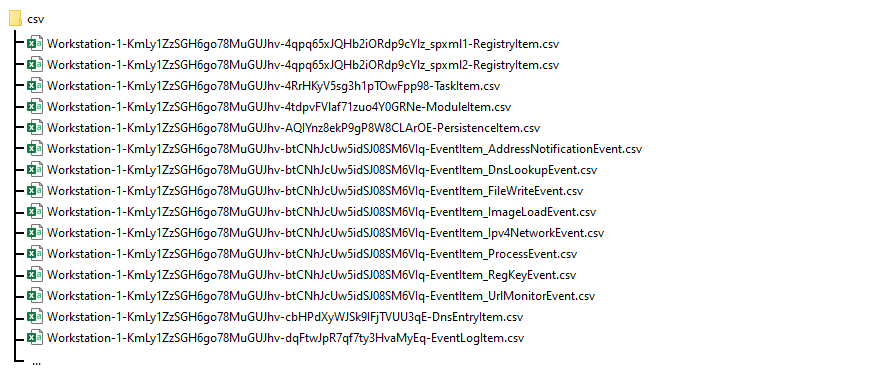 csv
Workstation-1-KmLy1ZzSGH6go78MuGUJhv-4qpq65xJQHb2iORdp9cYlz_spxml1-RegistryItem.csv
Workstation-1-KmLy1ZzSGH6go78MuGUJhv-4qpq65xJQHb2iORdp9cYlz_spxml2-RegistryItem.csv
Workstation-1-KmLy1ZzSGH6go78MuGUJhv-4RrHKyV5sg3h1pTOwFpp98-TaskItem.csv
Workstation-1-KmLy1ZzSGH6go78MuGUJhv-4tdpvFVlaf71zuo4Y0GRNe-ModuleItem.csv
Workstation-1-KmLy1ZzSGH6go78MuGUJhv-AQlYnz8ekP9gP8W8CLArOE-PersistenceItem.csv
Workstation-1-KmLy1ZzSGH6go78MuGUJhv-btCNhJcUw5idSJ08SM6Vlq-EventItem_AddressNotificationEvent.csv
Workstation-1-KmLy1ZzSGH6go78MuGUJhv-btCNhJcUw5idSJ08SM6Vlq-EventItem_DnsLookupEvent.csv
Workstation-1-KmLy1ZzSGH6go78MuGUJhv-btCNhJcUw5idSJ08SM6Vlq-EventItem_FileWriteEvent.csv
Workstation-1-KmLy1ZzSGH6go78MuGUJhv-btCNhJcUw5idSJ08SM6Vlq-EventItem_ImageLoadEvent.csv
Workstation-1-KmLy1ZzSGH6go78MuGUJhv-btCNhJcUw5idSJ08SM6Vlq-EventItem_Ipv4NetworkEvent.csv
Workstation-1-KmLy1ZzSGH6go78MuGUJhv-btCNhJcUw5idSJ08SM6Vlq-EventItem_ProcessEvent.csv
Workstation-1-KmLy1ZzSGH6go78MuGUJhv-btCNhJcUw5idSJ08SM6Vlq-EventItem_RegKeyEvent.csv
Workstation-1-KmLy1ZzSGH6go78MuGUJhv-btCNhJcUw5idSJ08SM6Vlq-EventItem_UrlMonitorEvent.csv
Workstation-1-KmLy1ZzSGH6go78MuGUJhv-cbHPdXyWJSk9lFjTVUU3qE-DnsEntryItem.csv
Workstation-1-KmLy1ZzSGH6go78MuGUJhv-dqFtwJpR7qf7ty3HvaMyEq-EventLogItem.csv
...